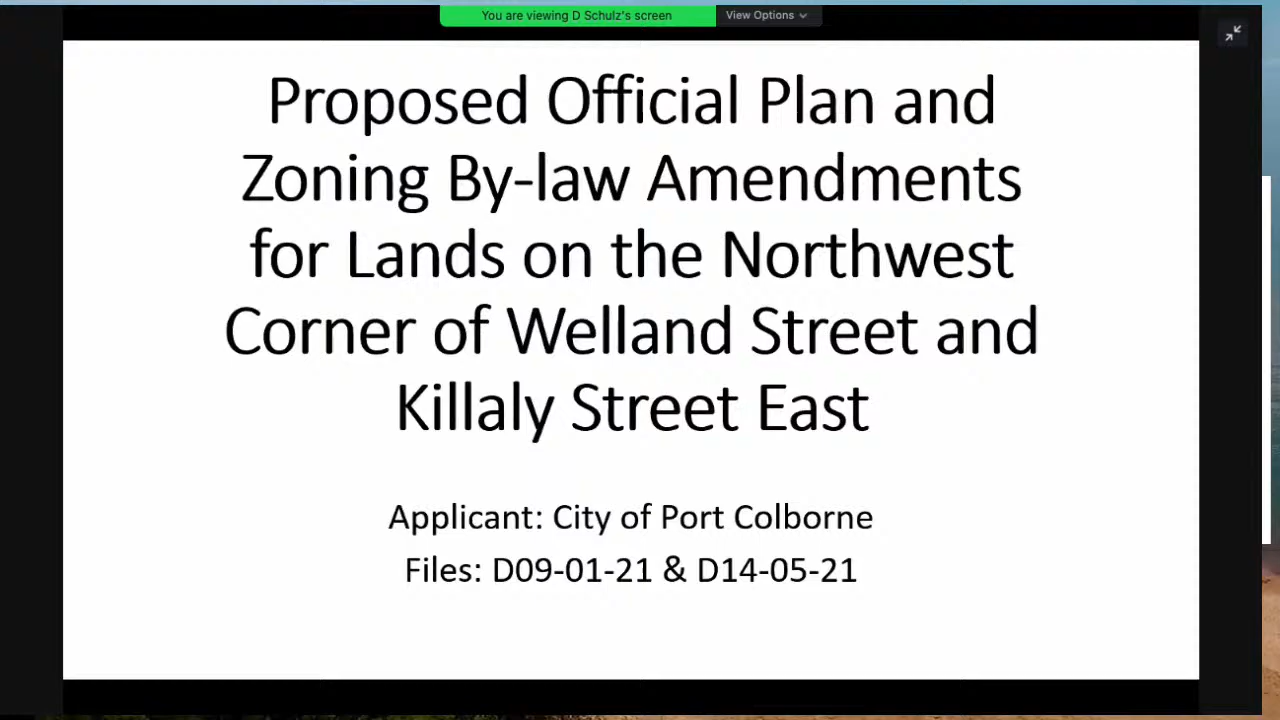 You are viewing D Schulz's screen
View Options
Proposed Official Plan and
Zoning By-law Amendments
for Lands on the Northwest
Corner of Welland Street and
Killaly Street East
Applicant: City of Port Colborne
Files: D09-01-21 & D14-05-21